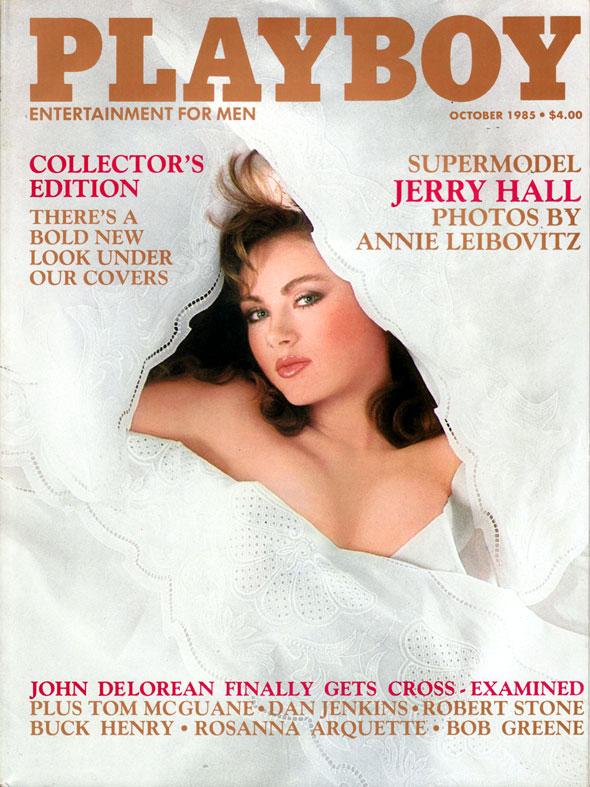 PLAYBOY
ENTERTAINMENT FOR MEN
OCTOBER 1985 • $4.00
COLLECTOR'S
EDITION
THERE'S A
BOLD NEW
LOOK UNDER
OUR COVERS
SUPERMODEL
JERRY HALL
PHOTOS BY
ANNIE LEIBOVITZ
JOHN DELOREAN FINALLY GETS CROSS-EXAMINED
PLUS TOM MCGUANE • DAN JENKINS • ROBERT STONE
BUCK HENRY • ROSANNA ARQUETTE • BOB GREENE